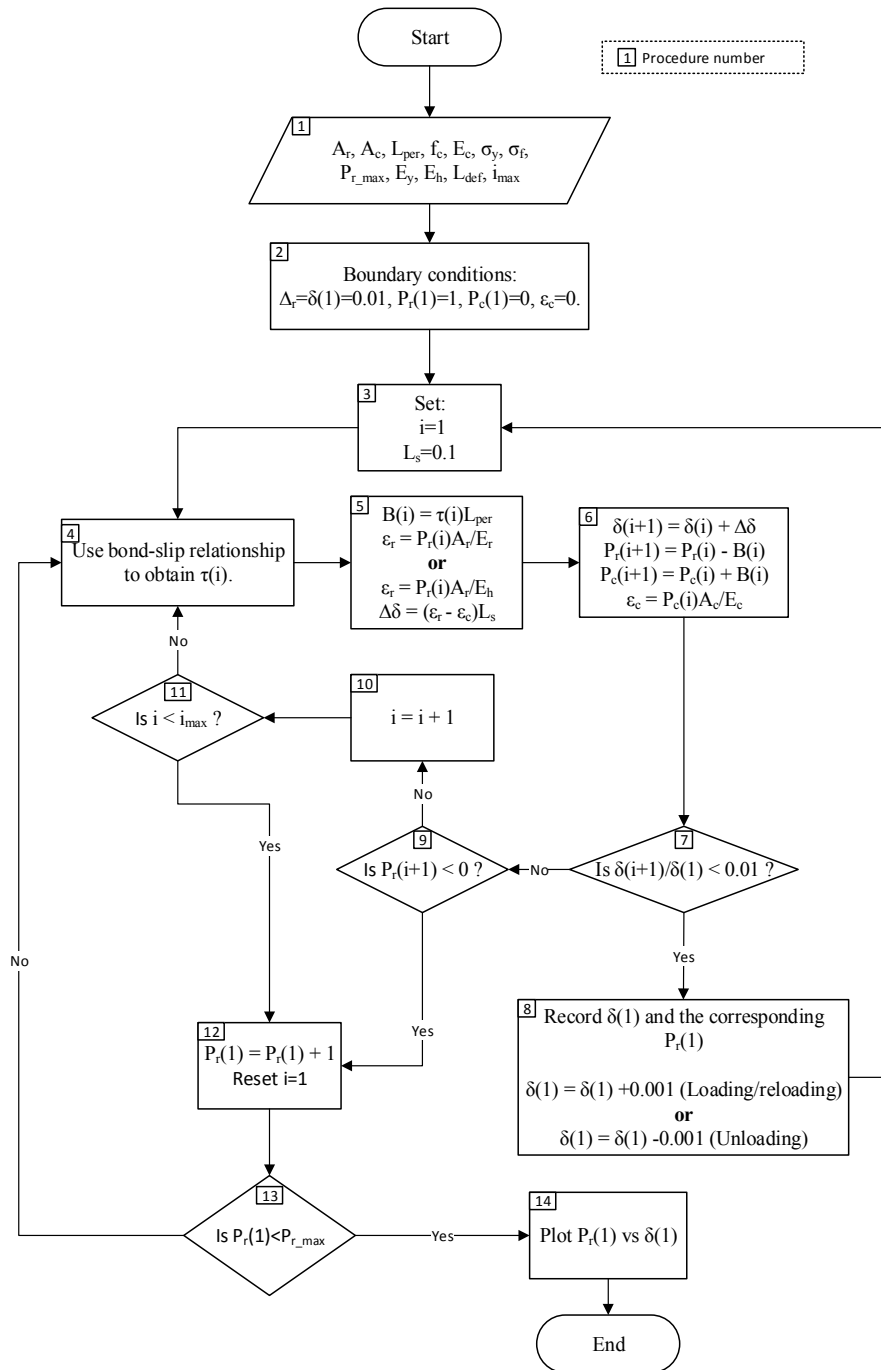 Start
1 Procedure number
1
A_r, A_c, L_per, f_c, E_c, σ_y, σ_f,
P_r_max, E_y, E_h, L_def, i_max
2
Boundary conditions:
Δ_r=δ(1)=0.01, P_r(1)=1, P_c(1)=0, ε_c=0.
3
Set:
i=1
L_s=0.1
4
Use bond-slip relationship
to obtain τ(i).
5
B(i) = τ(i)L_per
ε_r = P_r(i)A_r/E_r
or
ε_r = P_r(i)A_r/E_h
Δδ = (ε_r - ε_c)L_s
6
δ(i+1) = δ(i) + Δδ
P_r(i+1) = P_r(i) - B(i)
P_c(i+1) = P_c(i) + B(i)
ε_c = P_c(i)A_c/E_c
No
11
Is i < i_max ?
10
i = i + 1
No
Yes
9
Is P_r(i+1) < 0 ?
No
7
Is δ(i+1)/δ(1) < 0.01 ?
Yes
Yes
No
8
Record δ(1) and the corresponding
P_r(1)
δ(1) = δ(1) +0.001 (Loading/reloading)
or
δ(1) = δ(1) -0.001 (Unloading)
12
P_r(1) = P_r(1) + 1
Reset i=1
13
Is P_r(1)<P_r_max
Yes
14
Plot P_r(1) vs δ(1)
End